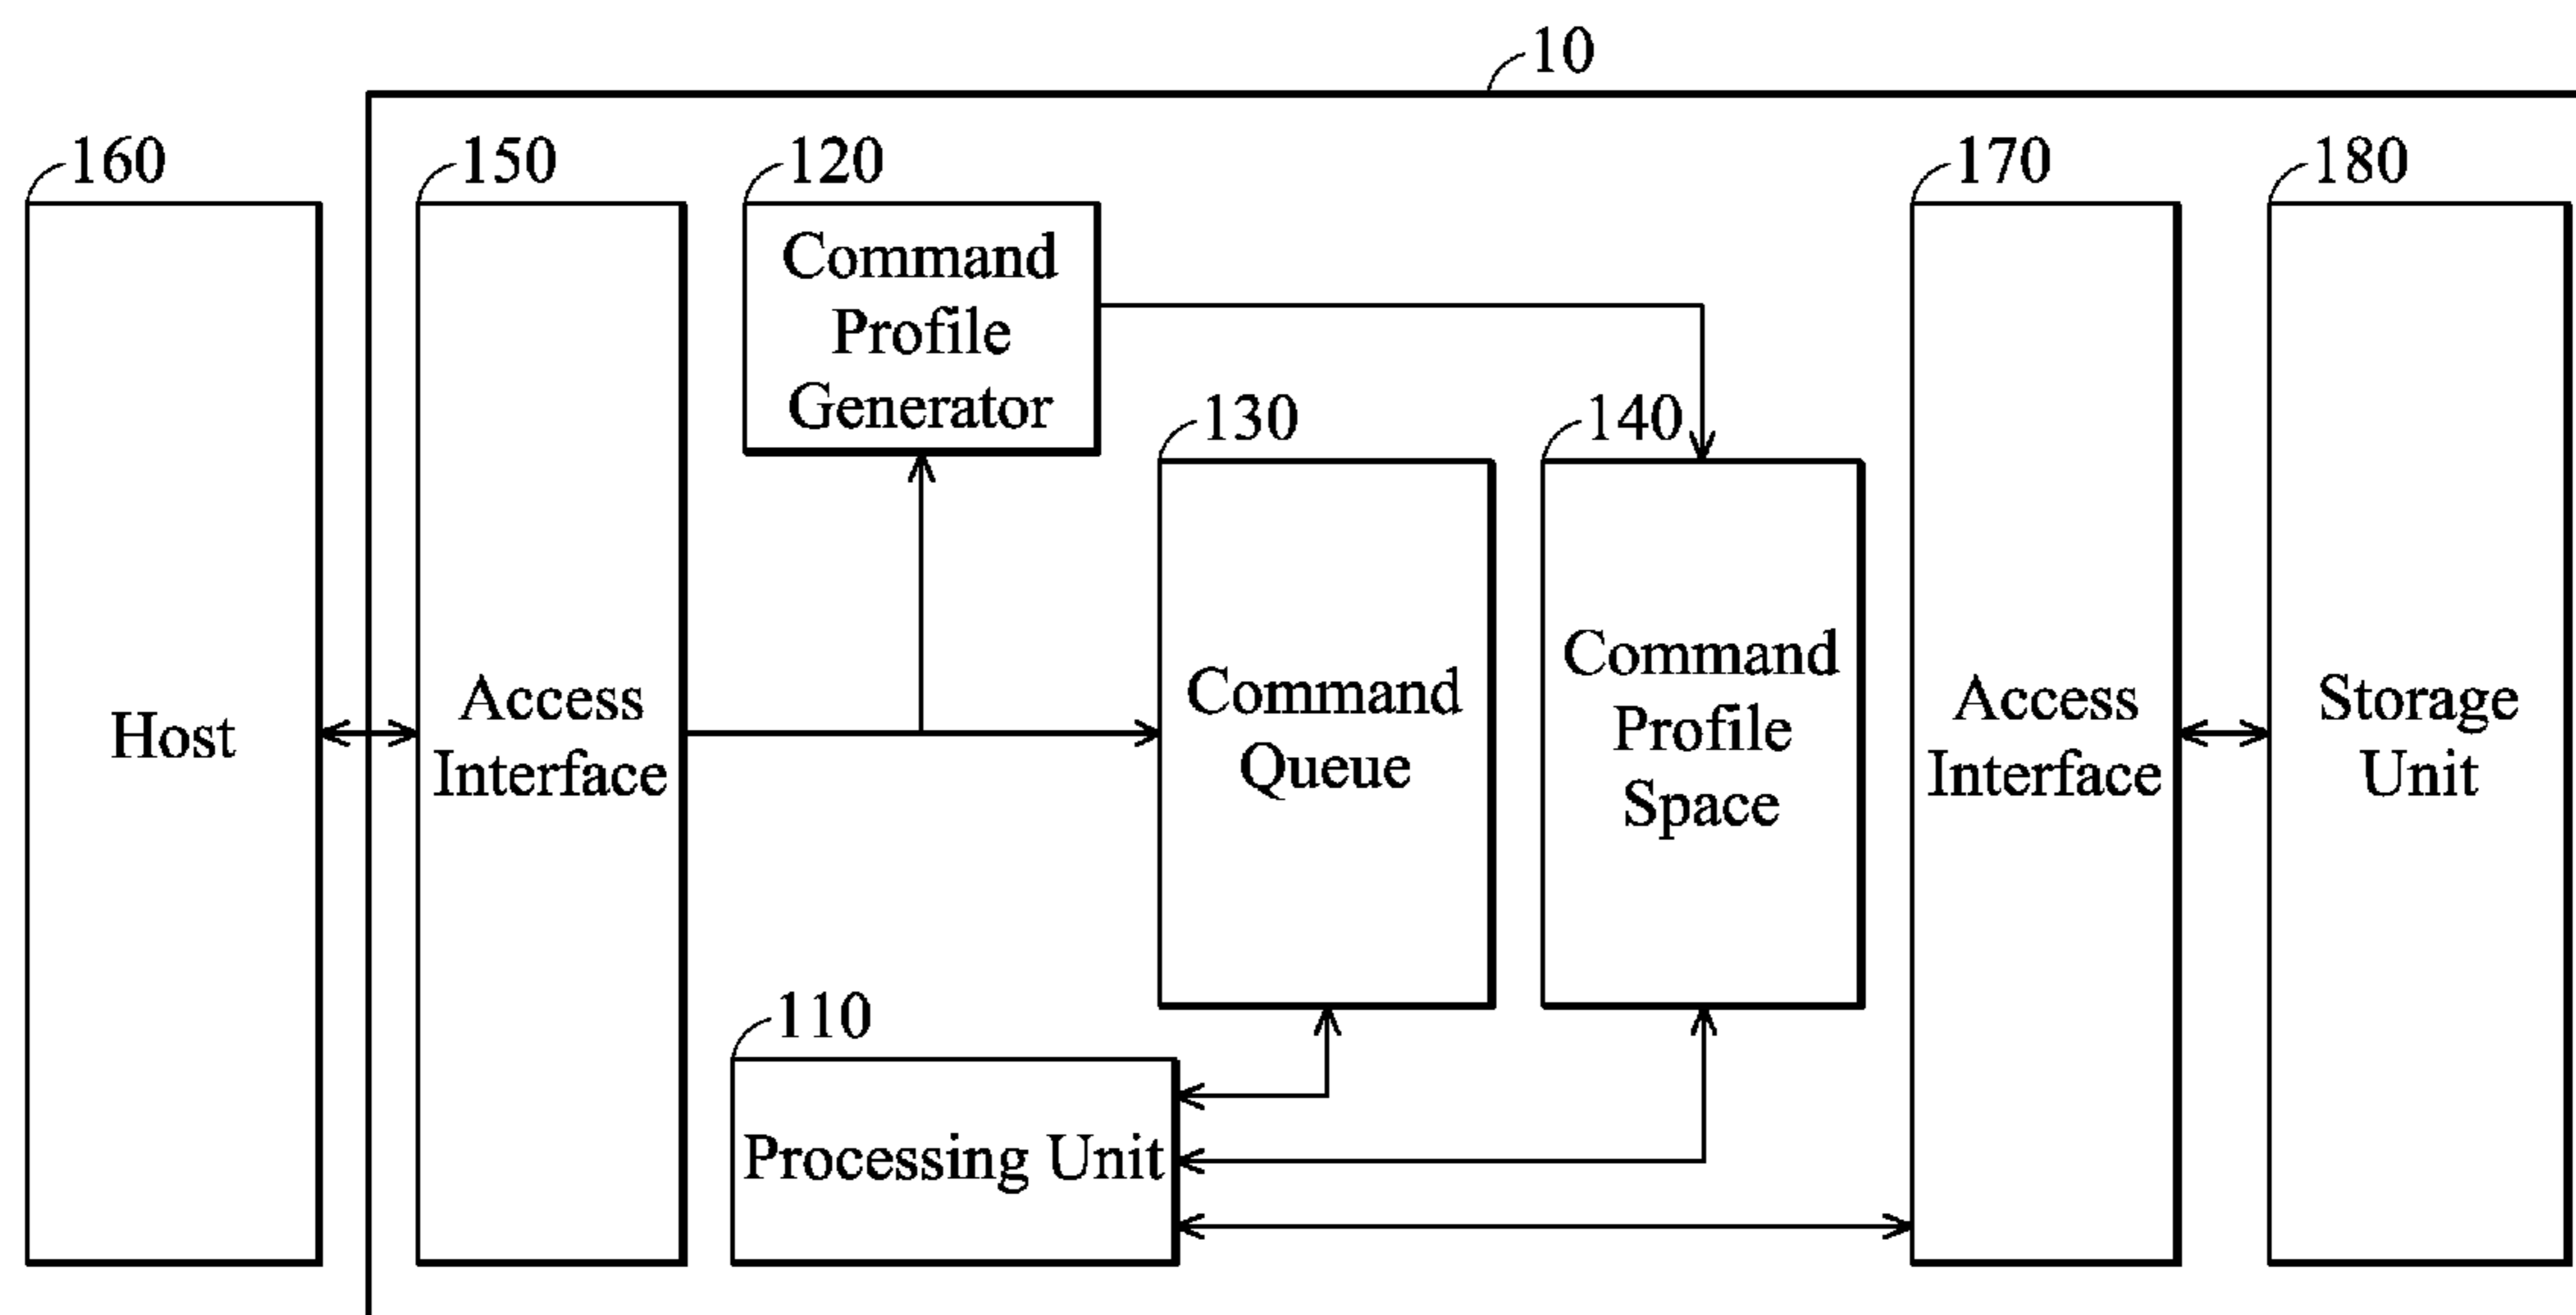 10
160
150
120
170
180
Command
Profile
Generator
130
140
Host
Access
Interface
Command
Queue
Command
Profile
Space
Access
Interface
Storage
Unit
110
Processing Unit